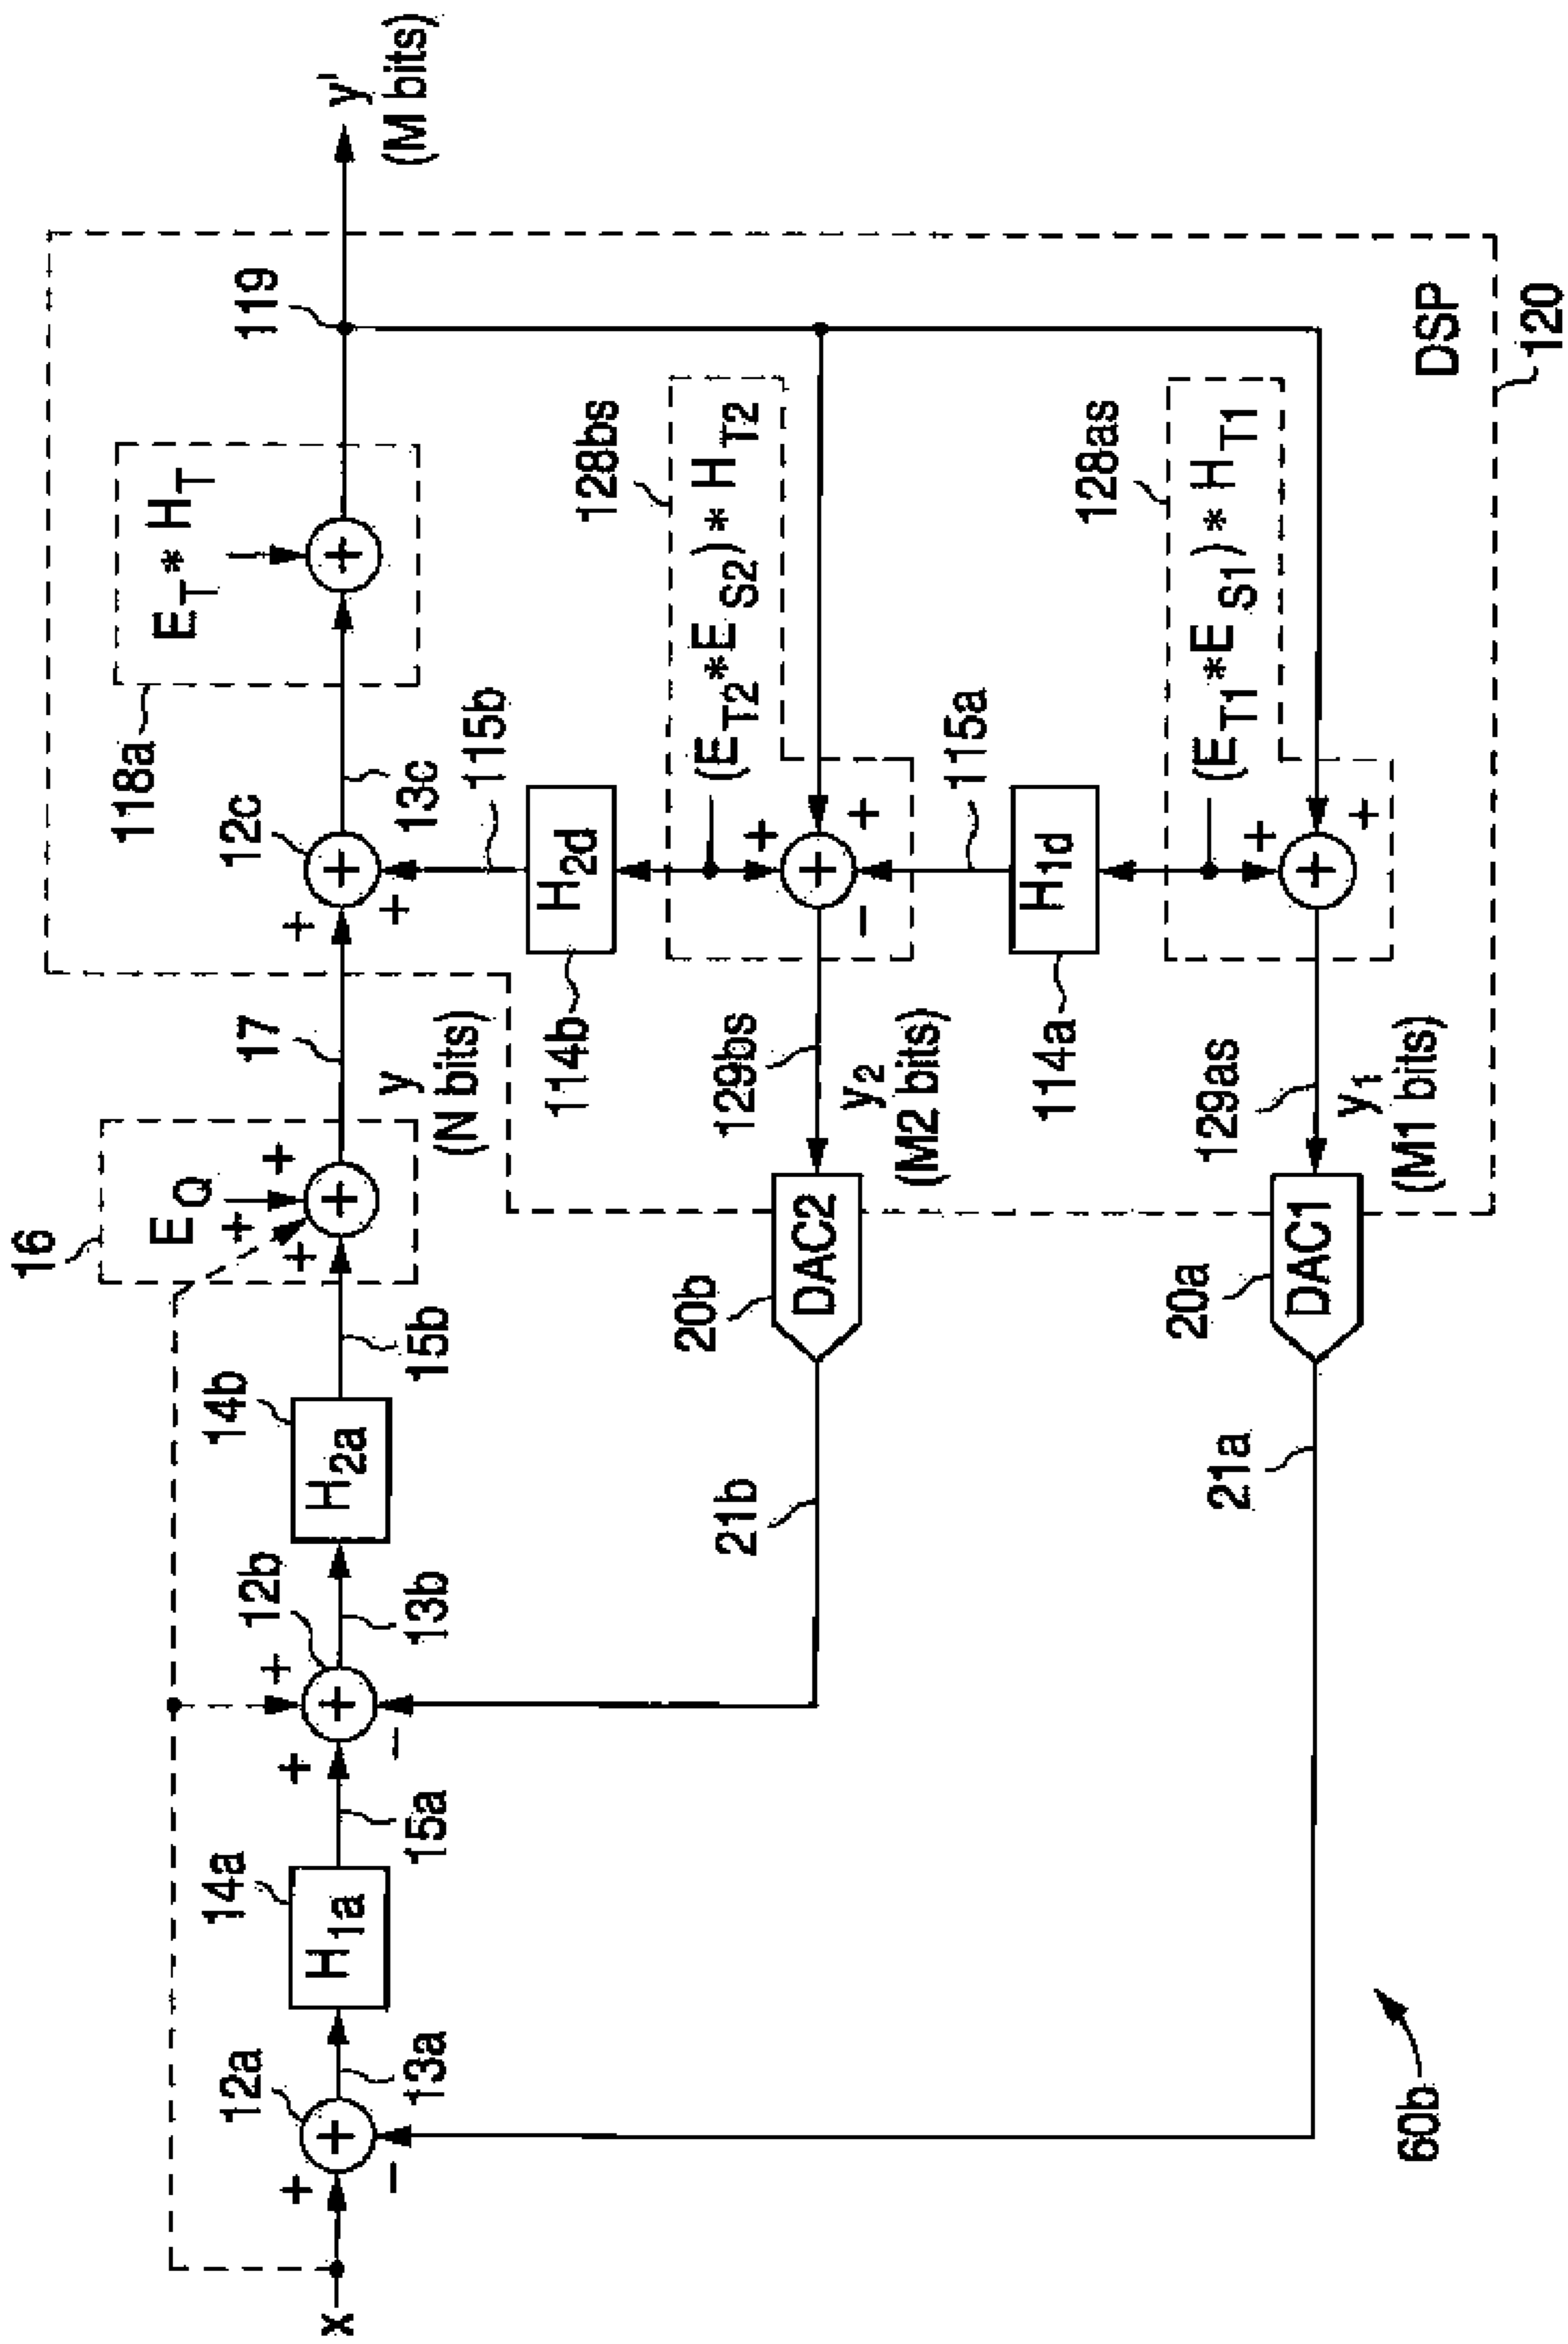 16
E_Q
17
y
(N bits)
118a
E_T * H_T
12c
13c
119
y'
(M bits)
x
12a
13a
14a
H_1a
15a
12b
13b
14b
H_2a
15b
115b
H_2d
114b
128bs
(E_T2*E_S2) * H_T2
129bs
y_2
(M2 bits)
DAC2
20b
21b
115a
H_1d
114a
128as
(E_T1*E_S1) * H_T1
129as
y_1
(M1 bits)
DAC1
20a
21a
DSP
120
60b